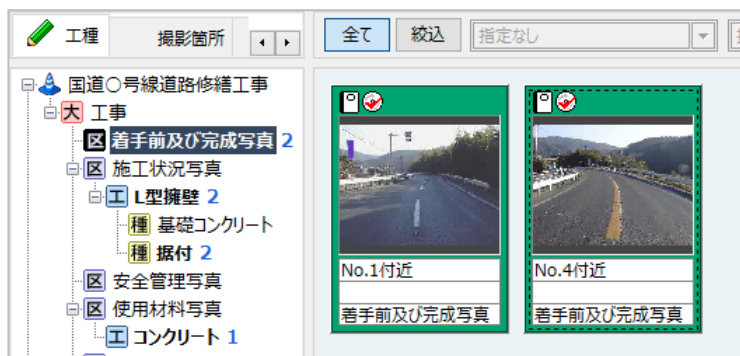 工種
撮影箇所
全て
絞込
指定なし
国道○号線道路修繕工事
大 工事
区 着手前及び完成写真 2
区 施工状況写真
工 L型擁壁 2
種 基礎コンクリート
種 据付 2
区 安全管理写真
区 使用材料写真
工 コンクリート 1
No.1付近
着手前及び完成写真
No.4付近
着手前及び完成写真